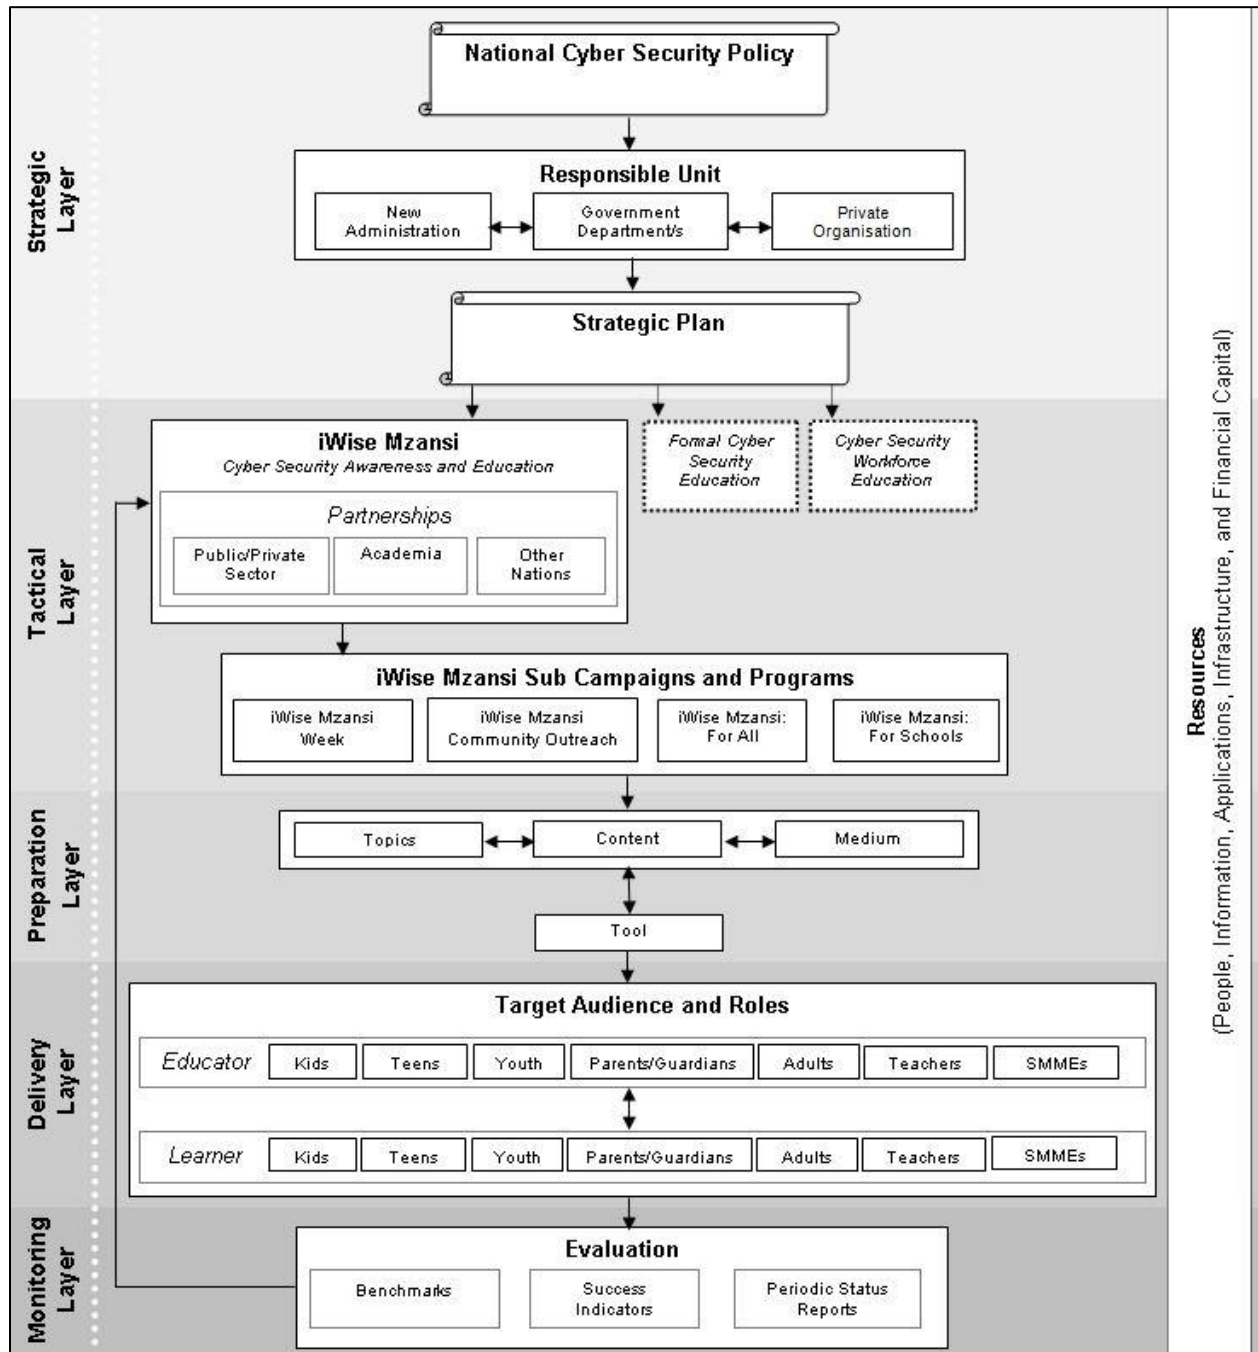 Strategic
Layer
National Cyber Security Policy
Responsible Unit
New
Administration
Government
Department/s
Private
Organisation
Strategic Plan
Tactical
Layer
iWise Mzansi
Cyber Security Awareness and Education
Partnerships
Public/Private
Sector
Academia
Other
Nations
Formal Cyber
Security
Education
Cyber Security
Workforce
Education
iWise Mzansi Sub Campaigns and Programs
iWise Mzansi
Week
iWise Mzansi
Community Outreach
iWise Mzansi:
For All
iWise Mzansi:
For Schools
Preparation
Layer
Topics
Content
Medium
Tool
Delivery
Layer
Target Audience and Roles
Educator
Kids
Teens
Youth
Parents/Guardians
Adults
Teachers
SMMEs
Learner
Kids
Teens
Youth
Parents/Guardians
Adults
Teachers
SMMEs
Monitoring
Layer
Evaluation
Benchmarks
Success
Indicators
Periodic Status
Reports
Resources
(People, Information, Applications, Infrastructure, and Financial Capital)